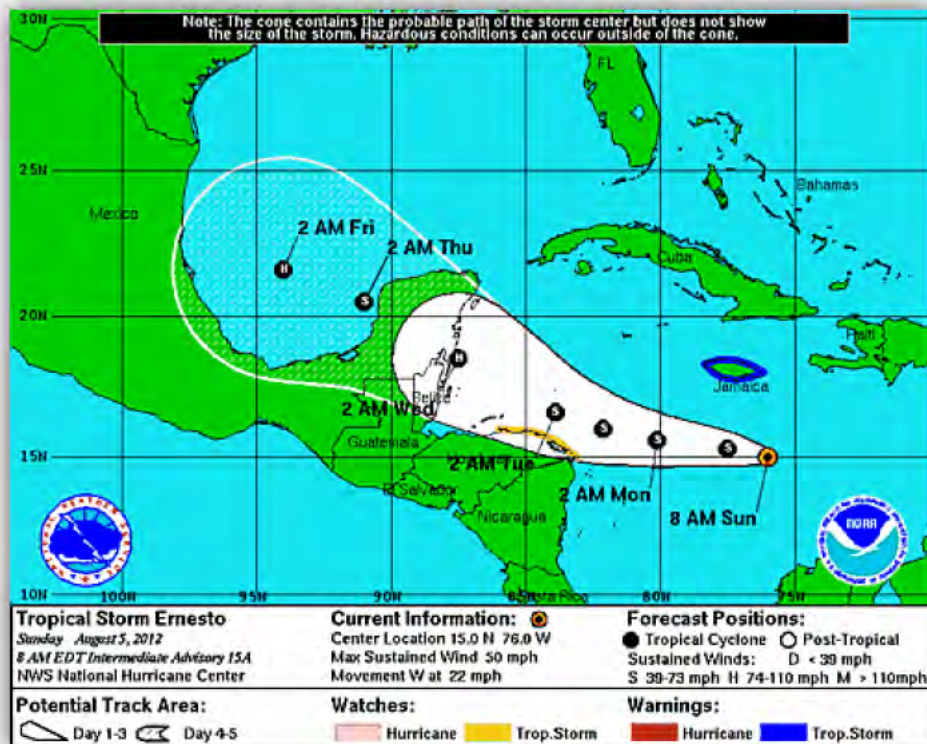 Note: The cone contains the probable path of the storm center but does not show
the size of the storm. Hazardous conditions can occur outside of the cone.
30N
FL
25N
Mexico
Bahamas
2 AM Fri
H
2 AM Thu
S
Cuba
20N
Haiti
H
Jamaica
Belize
2 AM Wed
S
S
S
S
Guatemala
15N
2 AM Tue
2 AM Mon
8 AM Sun
El Salvador
Nicaragua
NOAA
10N
100W
95W
90W
85W
80W
75W
Tropical Storm Ernesto
Sunday August 5, 2012
8 AM EDT Intermediate Advisory 15A
NWS National Hurricane Center
Current Information:
Center Location 15.0 N 76.0 W
Max Sustained Wind 50 mph
Movement W at 22 mph
Forecast Positions:
Tropical Cyclone Post-Tropical
Sustained Winds: D < 39 mph
S 39-73 mph H 74-110 mph M > 110mph
Potential Track Area:
Day 1-3 Day 4-5
Watches:
Hurricane Trop.Storm
Warnings:
Hurricane Trop.Storm